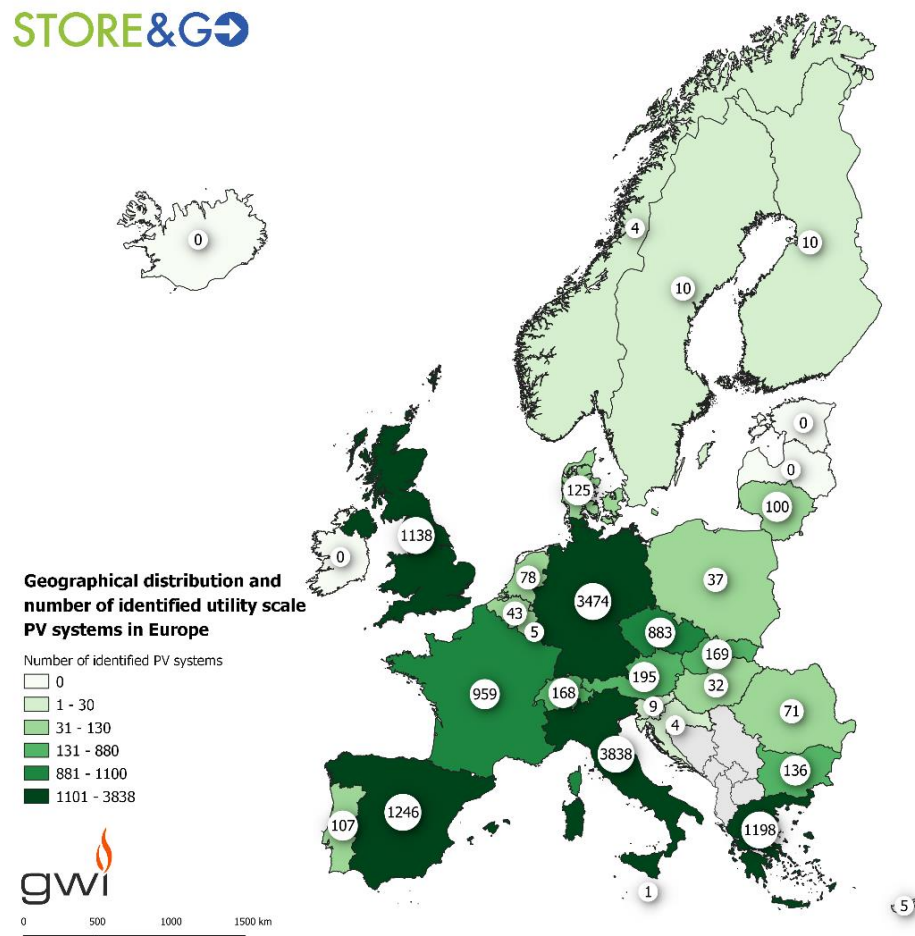 STORE&GO
0
4
10
10
0
0
125
100
1138
0
78
37
3474
43
5
883
169
195
959
168
32
9
71
4
3838
136
1246
107
1198
1
5
Geographical distribution and
number of identified utility scale
PV systems in Europe
Number of identified PV systems
0
1 - 30
31 - 130
131 - 880
881 - 1100
1101 - 3838
gwi
0 500 1000 1500 km